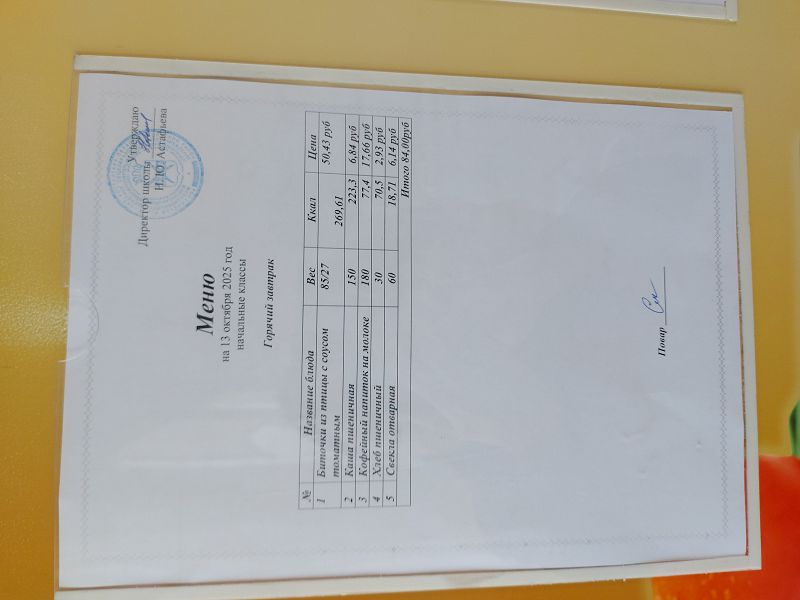 Утверждаю
Директор школы
И.Ю. Астафьева
Меню
на 13 октября 2025 год
начальные классы
Горячий завтрак
№ Название блюда Вес Ккал Цена
1 Биточки из птицы с соусом томатным 85/27 269,61 50,43 руб
2 Каша пшеничная 150 223,3 6,84 руб
3 Кофейный напиток на молоке 180 77,4 17,66 руб
4 Хлеб пшеничный 30 70,5 2,93 руб
5 Свекла отварная 60 18,71 6,14 руб
Итого 84,00руб
Повар